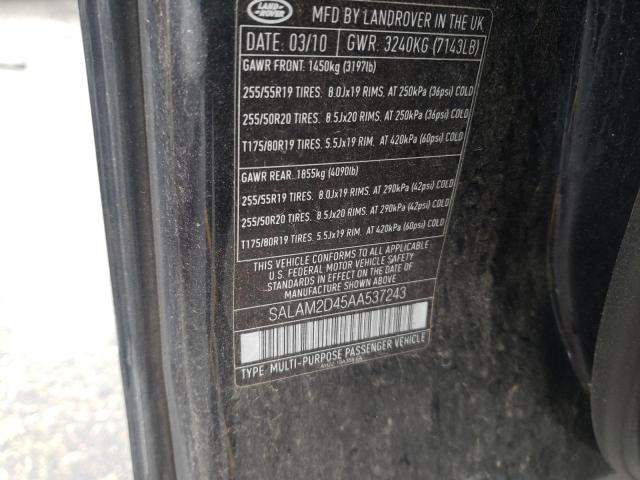 LAND-
ROVER
MFD BY LANDROVER IN THE UK
DATE: 03/10 GWR. 3240KG (7143LB)
GAWR FRONT: 1450kg (3197lb)
255/55R19 TIRES. 8.0Jx19 RIMS. AT 250kPa (36psi) COLD
255/50R20 TIRES. 8.5Jx20 RIMS. AT 250kPa (36psi) COLD
T175/80R19 TIRES. 5.5Jx19 RIM. AT 420kPa (60psi) COLD
GAWR REAR. 1855kg (4090lb)
255/55R19 TIRES. 8.0Jx19 RIMS. AT 290kPa (42psi) COLD
255/50R20 TIRES. 8.5Jx20 RIMS. AT 290kPa (42psi) COLD
T175/80R19 TIRES. 5.5Jx19 RIM. AT 420kPa (60psi) COLD
THIS VEHICLE CONFORMS TO ALL APPLICABLE
U.S. FEDERAL MOTOR VEHICLE SAFETY
STANDARDS IN EFFECT ON THE DATE OF
MANUFACTURE SHOWN ABOVE.
SALAM2D45AA537243
TYPE: MULTI-PURPOSE PASSENGER VEHICLE